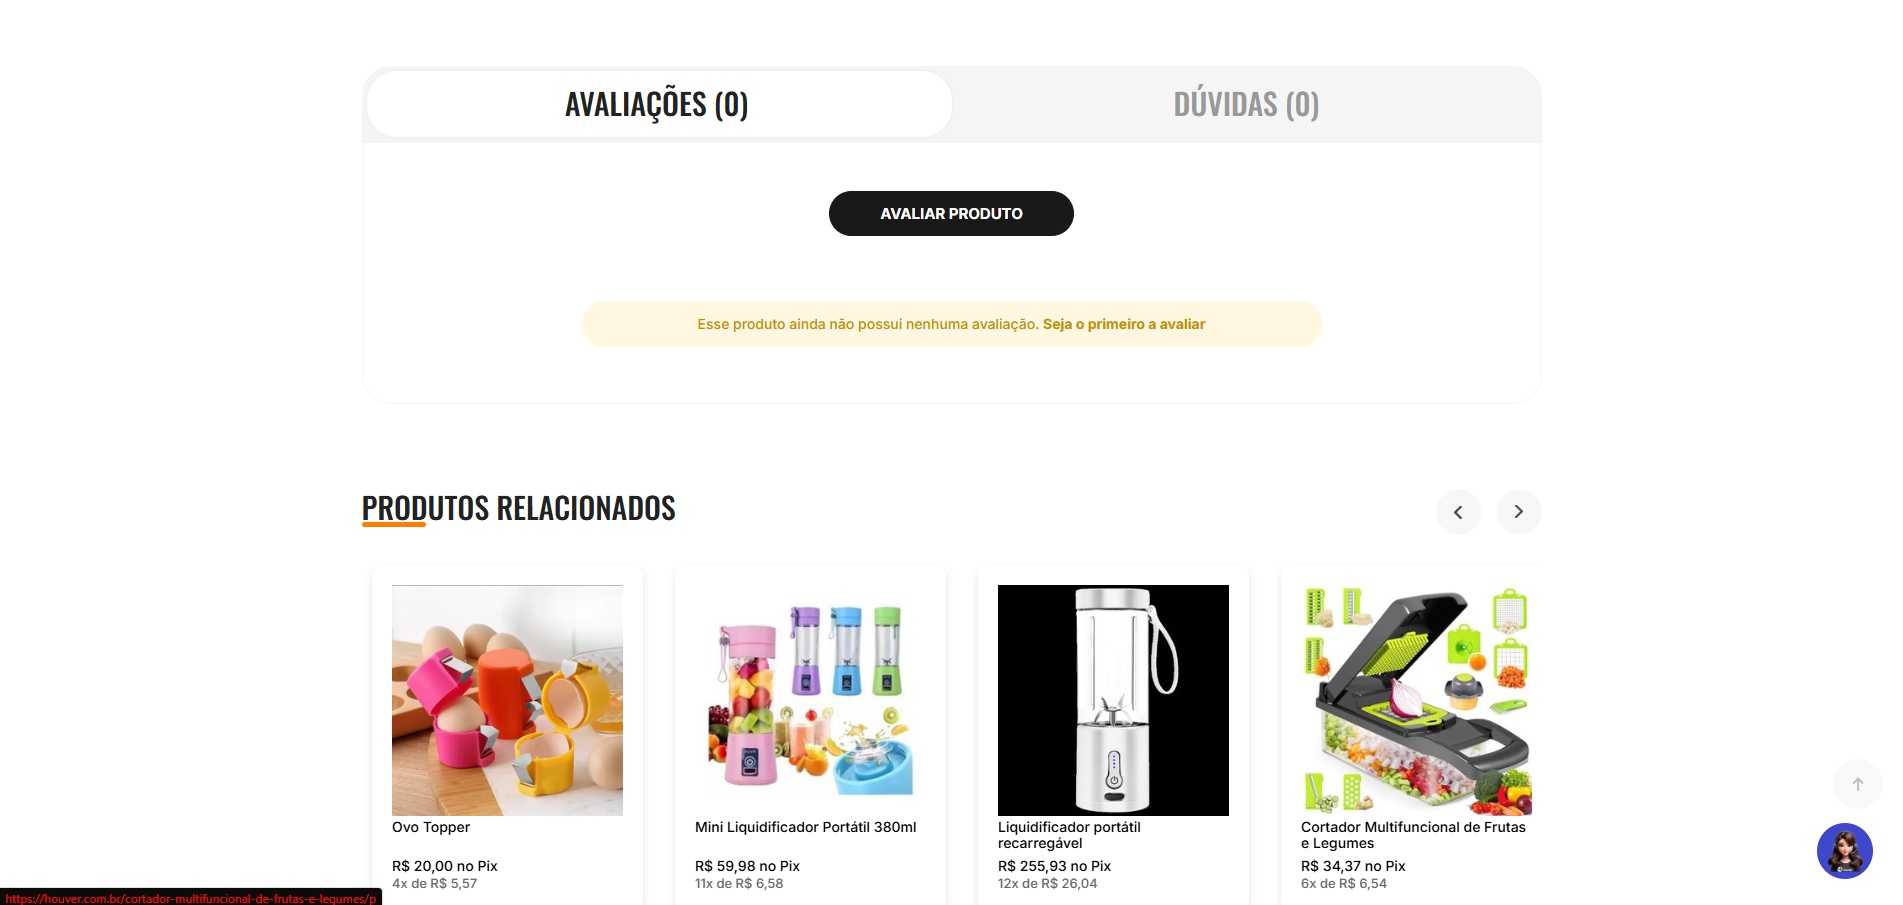 AVALIAÇÕES (0)
DÚVIDAS (0)
AVALIAR PRODUTO
Esse produto ainda não possui nenhuma avaliação. Seja o primeiro a avaliar
PRODUTOS RELACIONADOS
Ovo Topper
R$ 20,00 no Pix
4x de R$ 5,57
Mini Liquidificador Portátil 380ml
R$ 59,98 no Pix
11x de R$ 6,58
Liquidificador portátil
recarregável
R$ 255,93 no Pix
12x de R$ 26,04
Cortador Multifuncional de Frutas
e Legumes
R$ 34,37 no Pix
6x de R$ 6,54
https://houver.com.br/cortador-multifuncional-de-frutas-e-legumes/p